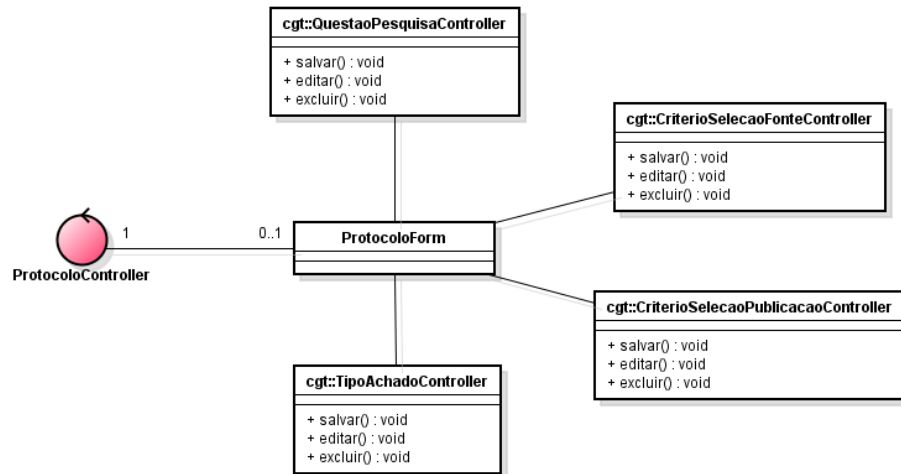 cgt::QuestaoPesquisaController
+ salvar() : void
+ editar() : void
+ excluir() : void
cgt::CriterioSelecaoFonteController
+ salvar() : void
+ editar() : void
+ excluir() : void
1
0..1
ProtocoloController
ProtocoloForm
cgt::CriterioSelecaoPublicacaoController
+ salvar() : void
+ editar() : void
+ excluir() : void
cgt::TipoAchadoController
+ salvar() : void
+ editar() : void
+ excluir() : void